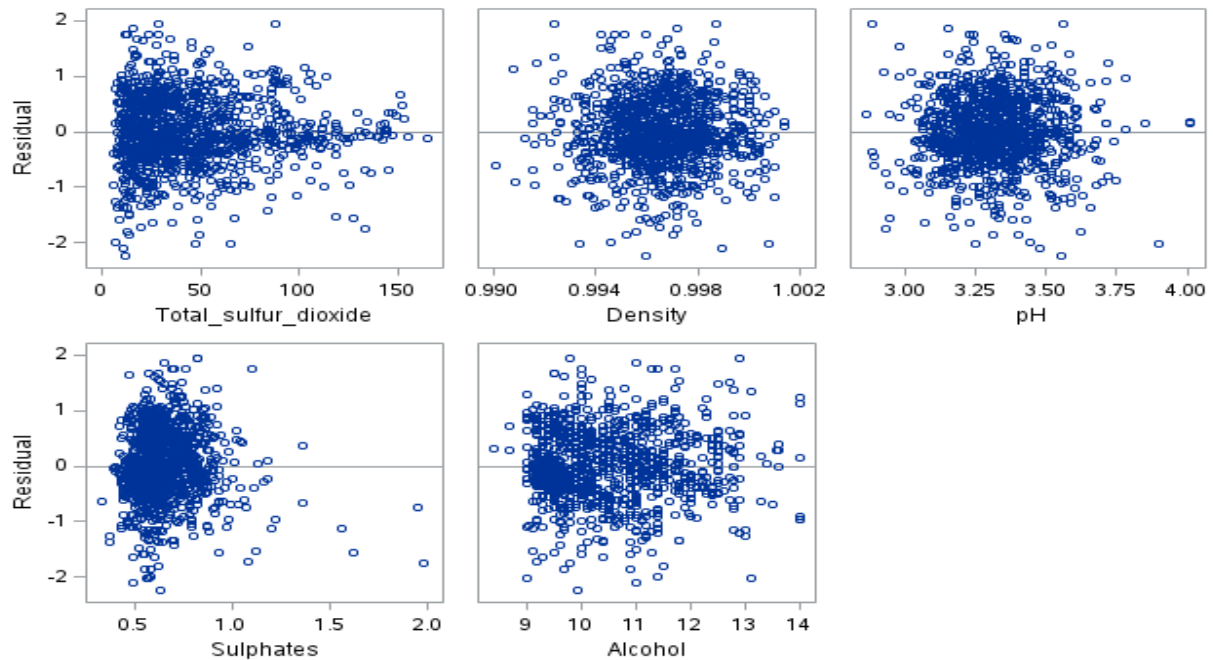 Residual
2
1
0
-1
-2
0 50 100 150
Total_sulfur_dioxide
0.990 0.994 0.998 1.002
Density
3.00 3.25 3.50 3.75 4.00
pH
Residual
2
1
0
-1
-2
0.5 1.0 1.5 2.0
Sulphates
9 10 11 12 13 14
Alcohol